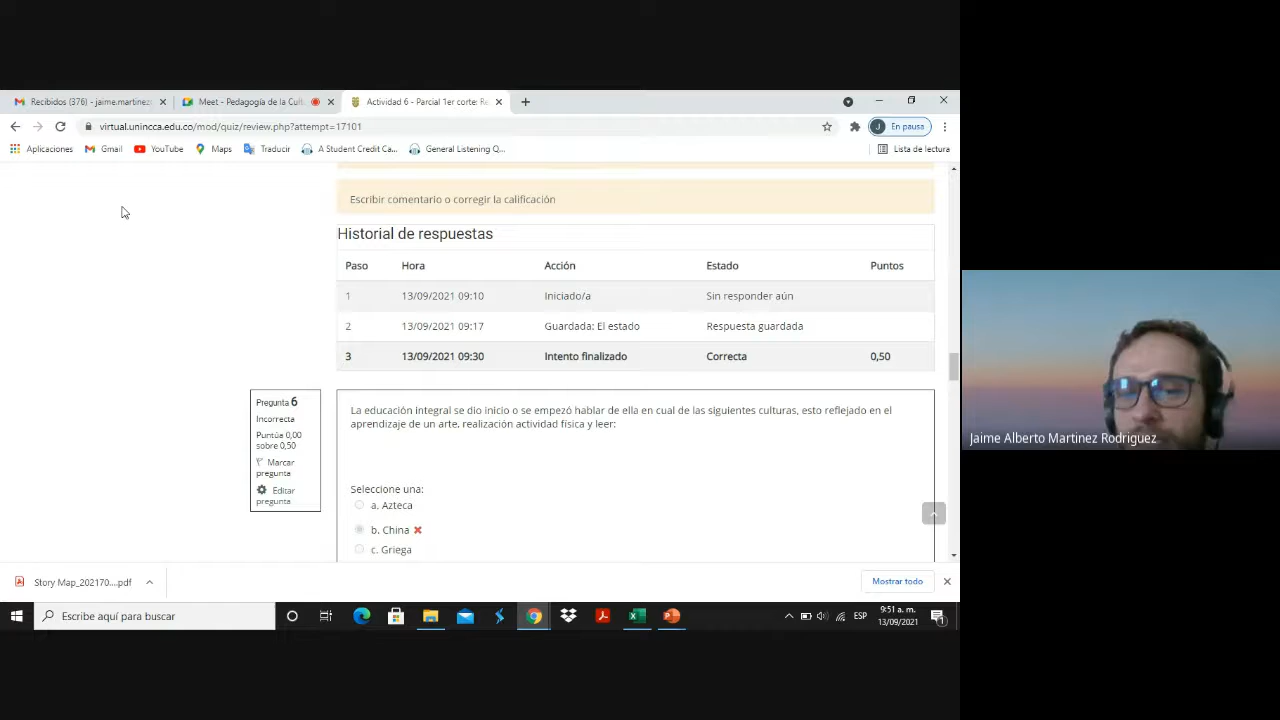 Recibidos (376) - jaime.martinez
Meet - Pedagogía de la Cult
Actividad 6 - Parcial 1er corte: Re
virtual.unincca.edu.co/mod/quiz/review.php?attempt=17101
J En pausa
Aplicaciones
Gmail
YouTube
Maps
Traducir
A Student Credit Ca...
General Listening Q...
Lista de lectura
Escribir comentario o corregir la calificación
Historial de respuestas
Paso Hora Acción Estado Puntos
1 13/09/2021 09:10 Iniciado/a Sin responder aún
2 13/09/2021 09:17 Guardada: El estado Respuesta guardada
3 13/09/2021 09:30 Intento finalizado Correcta 0,50
Pregunta 6
Incorrecta
Puntúa 0,00
sobre 0,50
Marcar
pregunta
Editar
pregunta
La educación integral se dio inicio o se empezó hablar de ella en cual de las siguientes culturas, esto reflejado en el
aprendizaje de un arte, realización actividad física y leer:
Seleccione una:
a. Azteca
b. China
c. Griega
Jaime Alberto Martinez Rodriguez
Story Map_202170....pdf
Mostrar todo
Escribe aquí para buscar
ESP
9:51 a. m.
13/09/2021
1